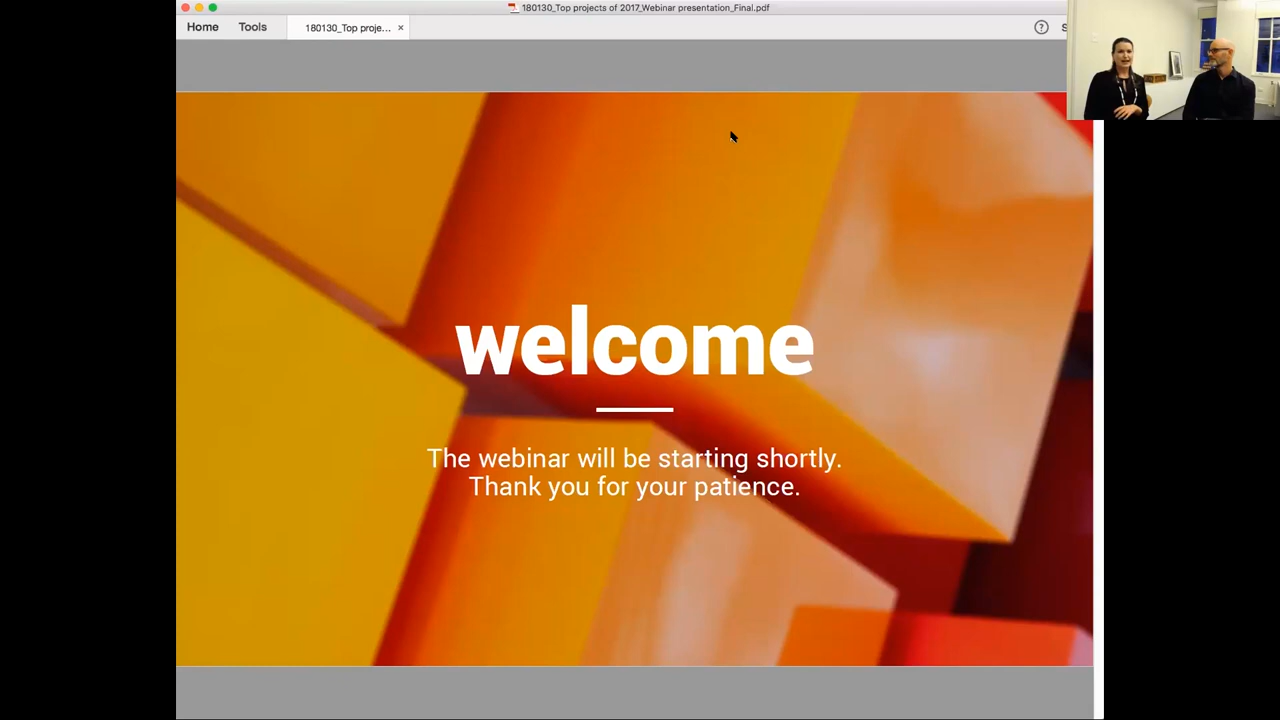 180130_Top projects of 2017_Webinar presentation_Final.pdf
Home
Tools
180130_Top proje...
welcome
The webinar will be starting shortly.
Thank you for your patience.